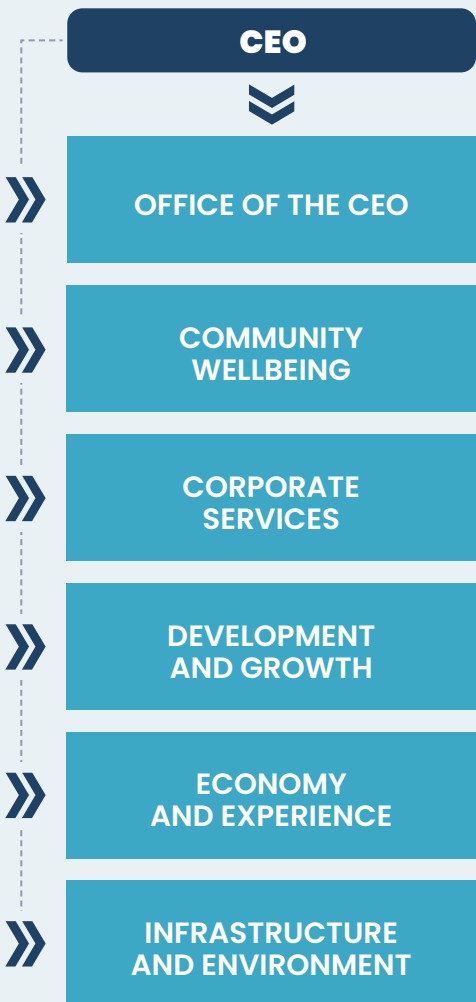 CEO
OFFICE OF THE CEO
COMMUNITY
WELLBEING
CORPORATE
SERVICES
DEVELOPMENT
AND GROWTH
ECONOMY
AND EXPERIENCE
INFRASTRUCTURE
AND ENVIRONMENT